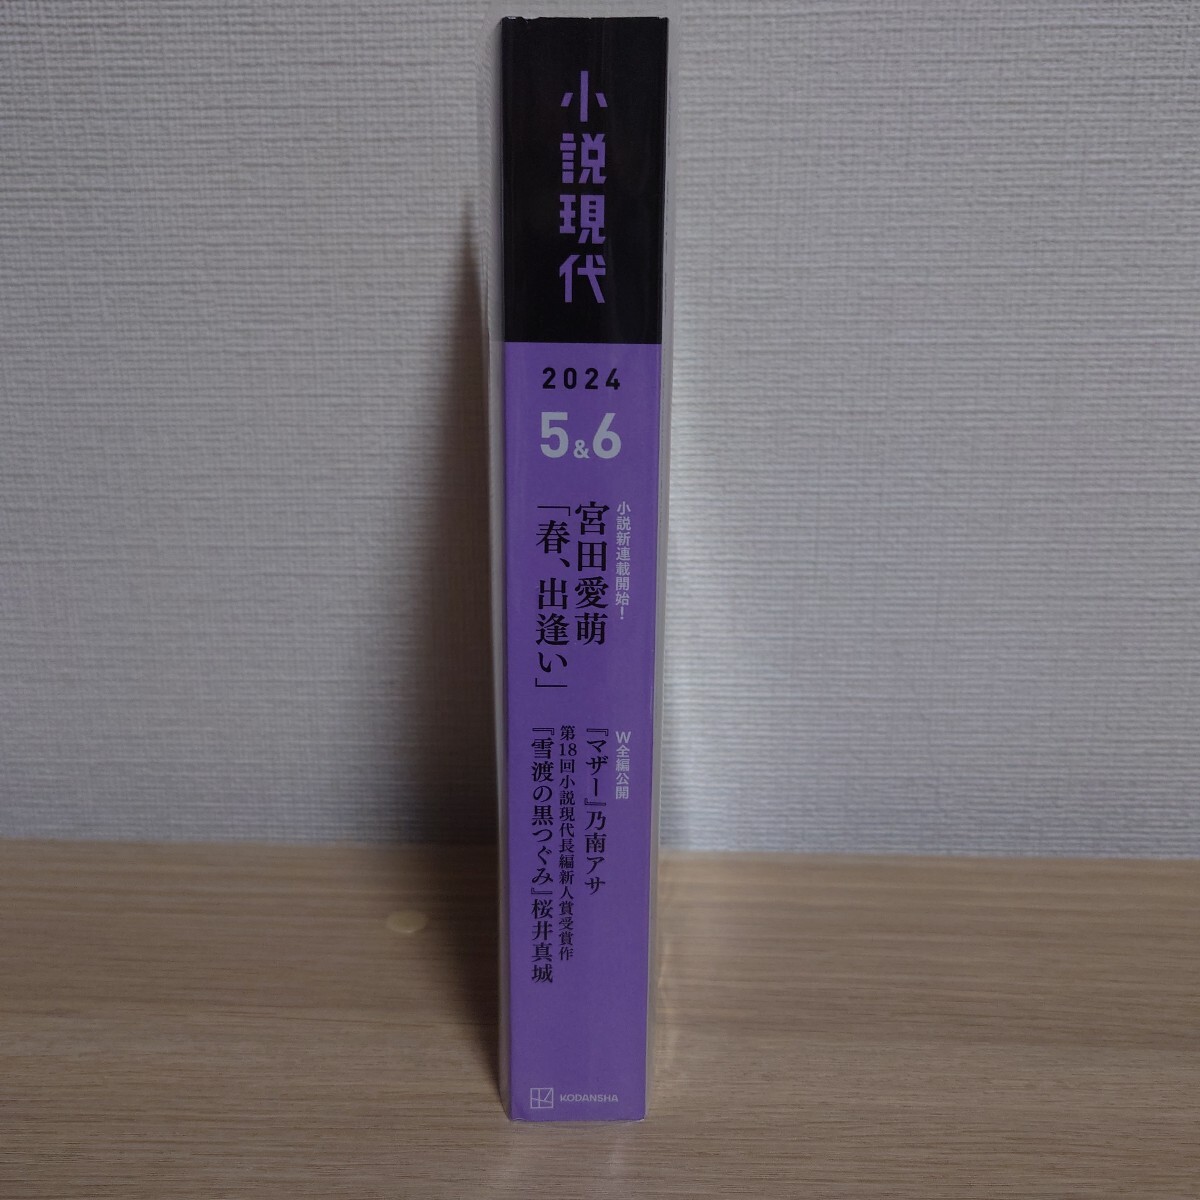 小説現代
2024
5&6
小説新連載開始！
宮田愛萌
「春、出逢い」
W全編公開
『マザー』乃南アサ
第18回小説現代長編新人賞受賞作
『雪渡の黒つぐみ』桜井真城
KODANSHA